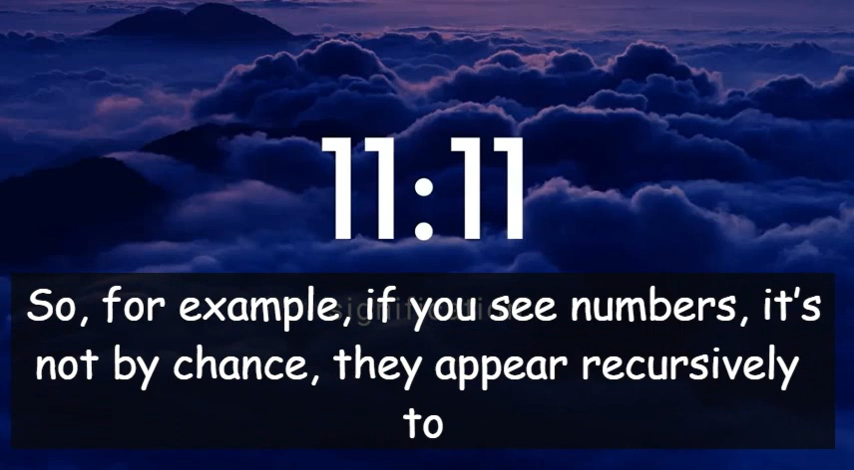 11:11
So, for example, if you see numbers, it's
not by chance, they appear recursively
to